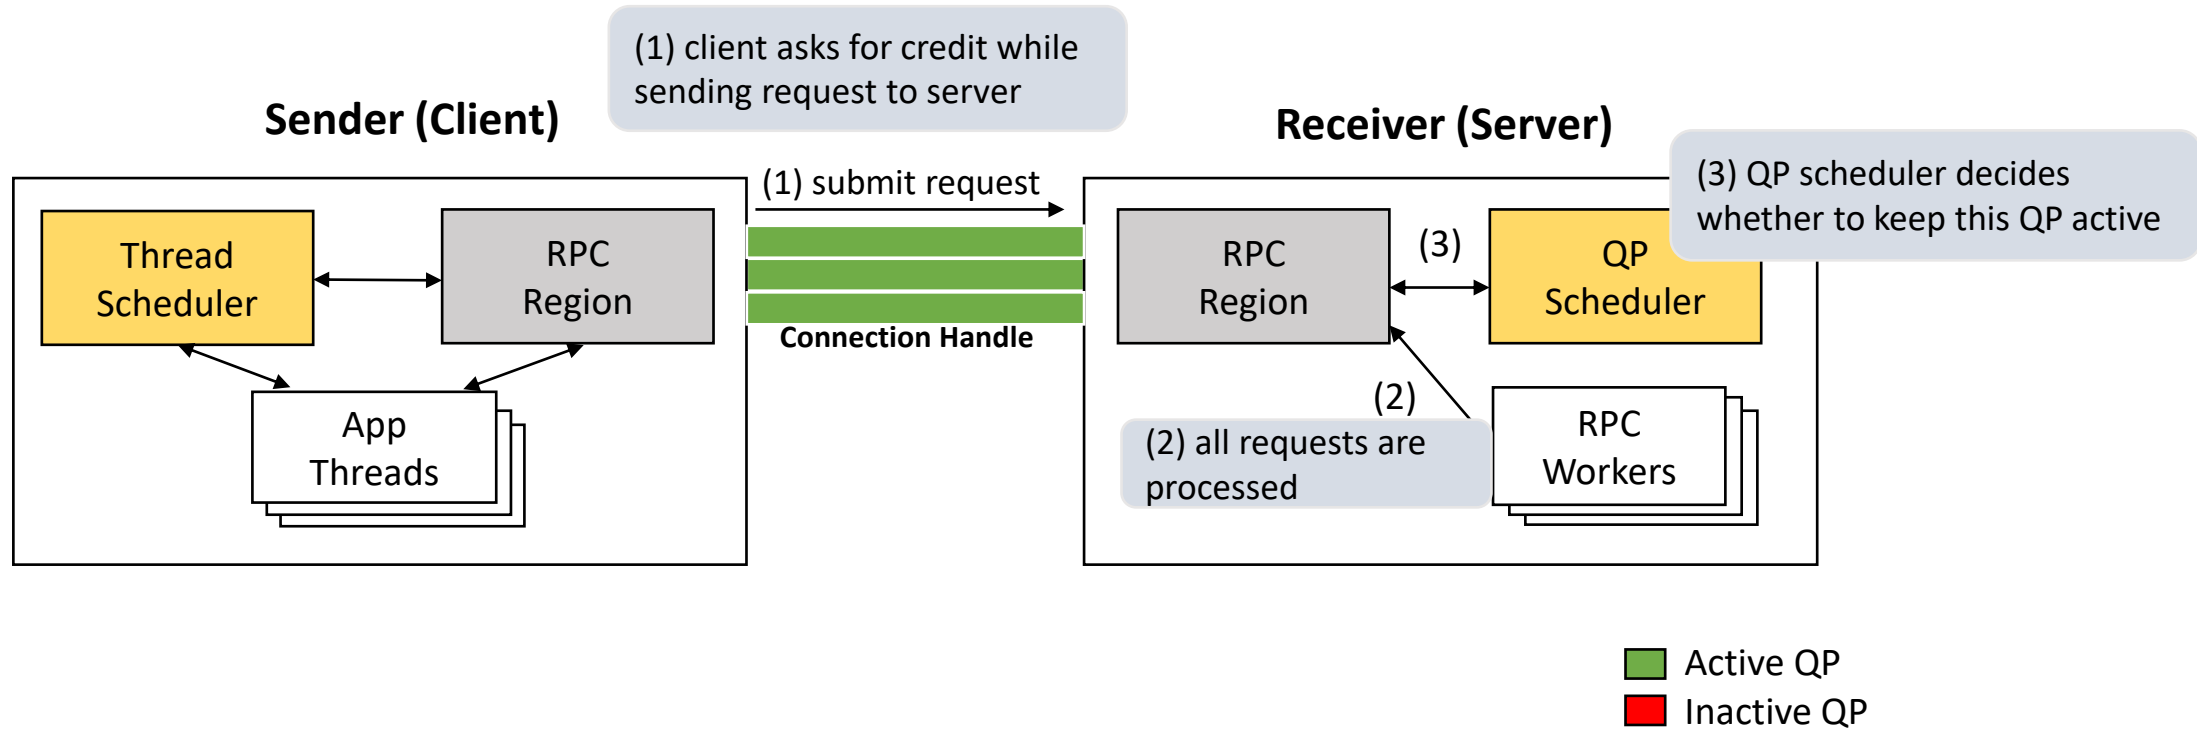 (1) client asks for credit while
sending request to server
Sender (Client)
Receiver (Server)
(1) submit request
(3) QP scheduler decides
whether to keep this QP active
Thread
Scheduler
RPC
Region
Connection Handle
RPC
Region
(3)
QP
Scheduler
App
Threads
(2)
(2) all requests are
processed
RPC
Workers
Active QP
Inactive QP